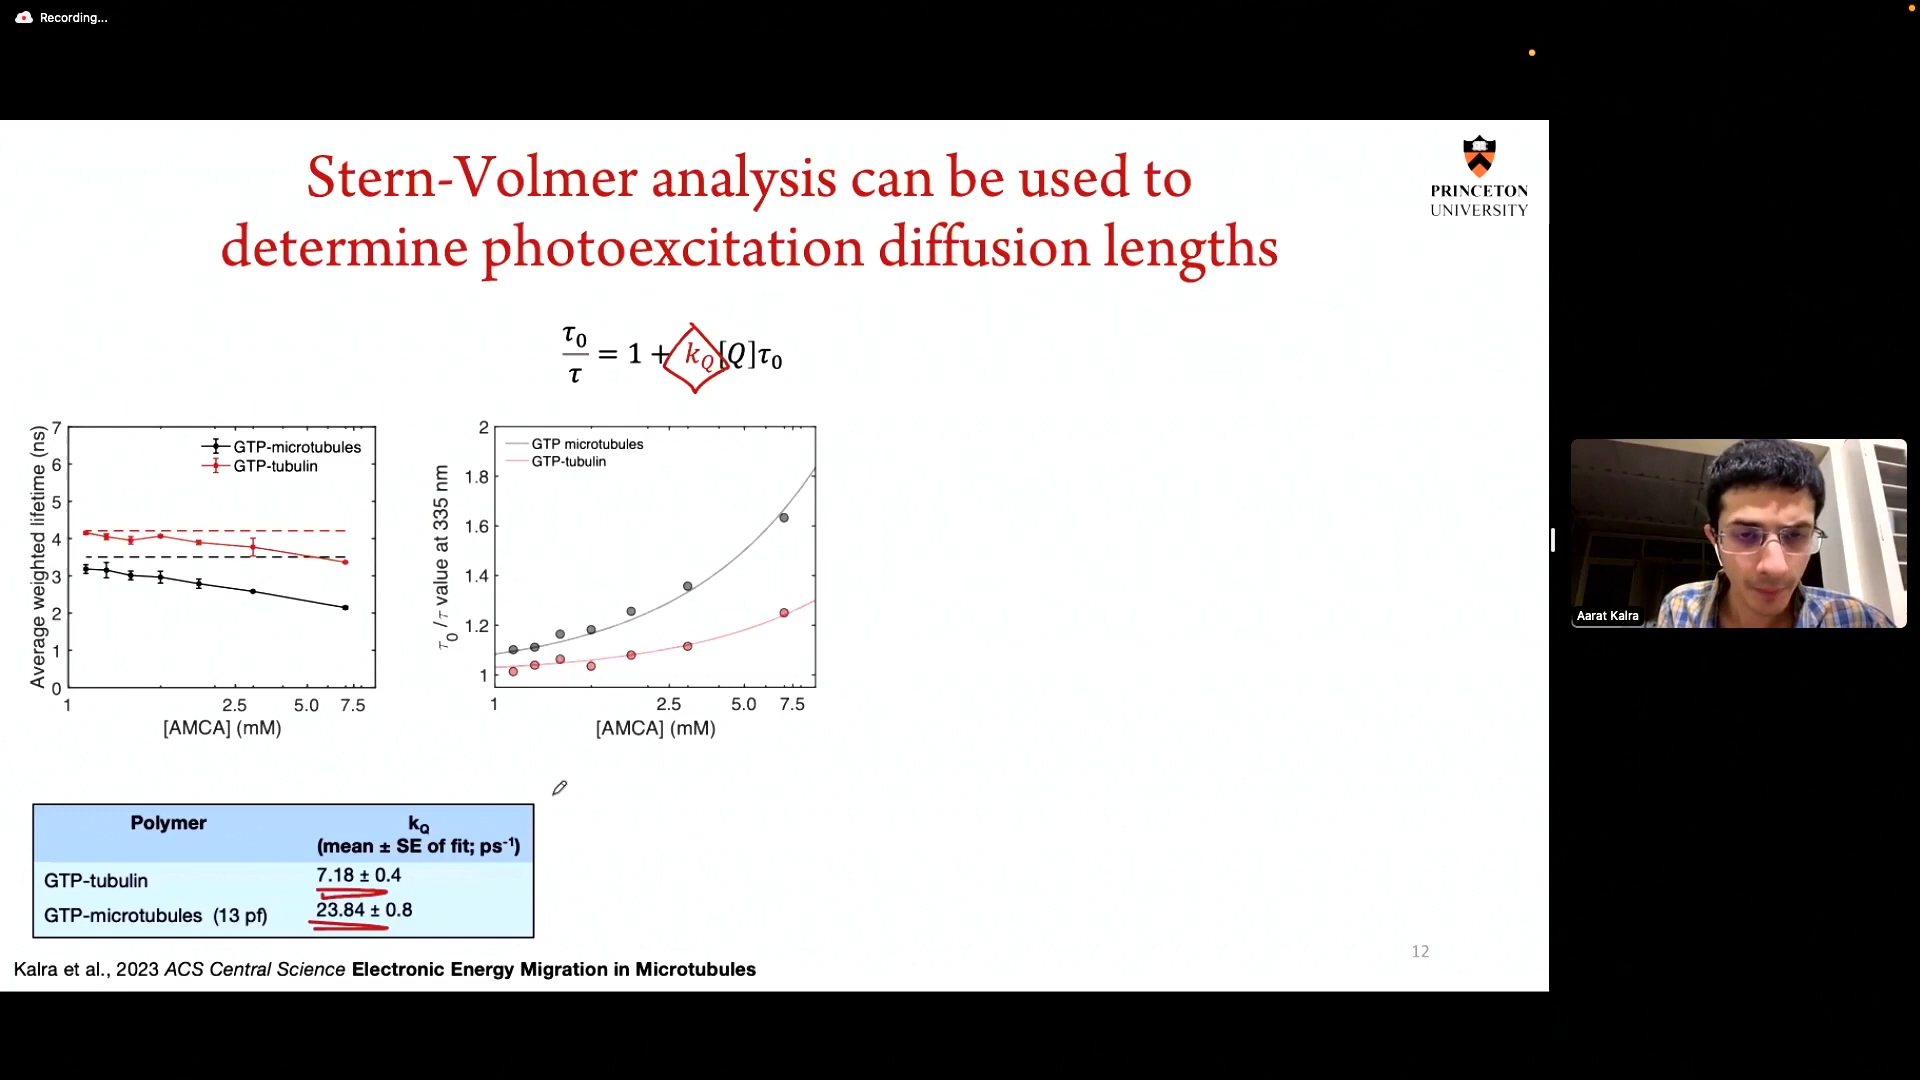 Recording...
Stern-Volmer analysis can be used to
determine photoexcitation diffusion lengths
PRINCETON
UNIVERSITY
τ0/τ = 1 + kQ[Q]τ0
Average weighted lifetime (ns)
7
6
5
4
3
2
1
0
GTP-microtubules
GTP-tubulin
1 2.5 5.0 7.5
[AMCA] (mM)
τ0/τ value at 335 nm
2
1.8
1.6
1.4
1.2
1
GTP microtubules
GTP-tubulin
1 2.5 5.0 7.5
[AMCA] (mM)
Aarat Kalra
Polymer kQ
(mean ± SE of fit; ps-1)
GTP-tubulin 7.18 ± 0.4
GTP-microtubules (13 pf) 23.84 ± 0.8
12
Kalra et al., 2023 ACS Central Science Electronic Energy Migration in Microtubules